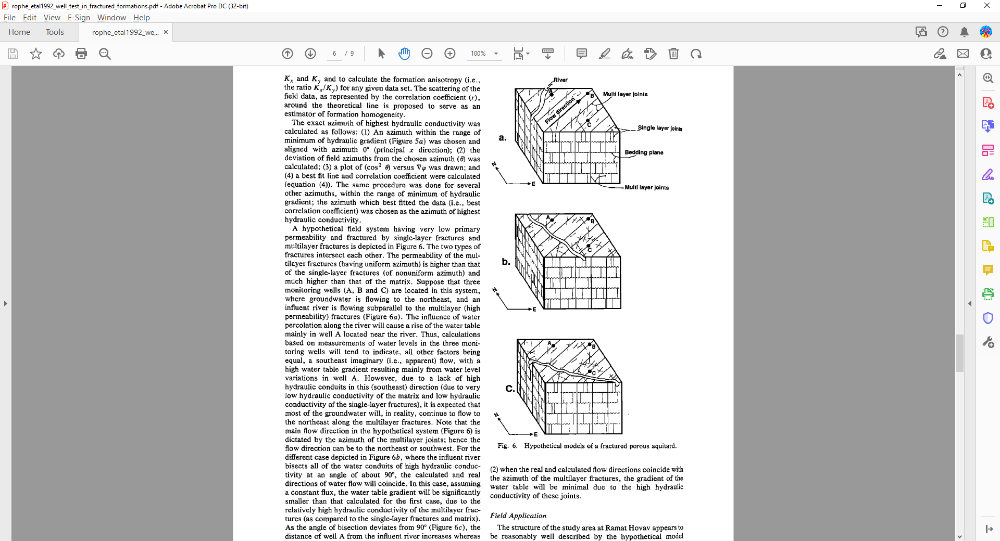 rophe_etal1992_well_test_in_fractured_formations.pdf - Adobe Acrobat Pro DC (32-bit)
File Edit View E-Sign Window Help
Home Tools rophe_etal1992_we... ×
6 / 9 100%
K_x and K_y and to calculate the formation anisotropy (i.e.,
the ratio K_x/K_y) for any given data set. The scattering of the
field data, as represented by the correlation coefficient (r),
around the theoretical line is proposed to serve as an
estimator of formation homogeneity.
The exact azimuth of highest hydraulic conductivity was
calculated as follows: (1) An azimuth within the range of
minimum of hydraulic gradient (Figure 5a) was chosen and
aligned with azimuth 0° (principal x direction); (2) the
deviation of field azimuths from the chosen azimuth (θ) was
calculated; (3) a plot of (cos² θ) versus ∇φ was drawn; and
(4) a best fit line and correlation coefficient were calculated
(equation (4)). The same procedure was done for several
other azimuths, within the range of minimum of hydraulic
gradient; the azimuth which best fitted the data (i.e., best
correlation coefficient) was chosen as the azimuth of highest
hydraulic conductivity.
A hypothetical field system having very low primary
permeability and fractured by single-layer fractures and
multilayer fractures is depicted in Figure 6. The two types of
fractures intersect each other. The permeability of the mul-
tilayer fractures (having uniform azimuth) is higher than that
of the single-layer fractures (of nonuniform azimuth) and
much higher than that of the matrix. Suppose that three
monitoring wells (A, B and C) are located in this system,
where groundwater is flowing to the northeast, and an
influent river is flowing subparallel to the multilayer (high
permeability) fractures (Figure 6a). The influence of water
percolation along the river will cause a rise of the water table
mainly in well A located near the river. Thus, calculations
based on measurements of water levels in the three moni-
toring wells will tend to indicate, all other factors being
equal, a southeast imaginary (i.e., apparent) flow, with a
high water table gradient resulting mainly from water level
variations in well A. However, due to a lack of high
hydraulic conduits in this (southeast) direction (due to very
low hydraulic conductivity of the matrix and low hydraulic
conductivity of the single-layer fractures), it is expected that
most of the groundwater will, in reality, continue to flow to
the northeast along the multilayer fractures. Note that the
main flow direction in the hypothetical system (Figure 6) is
dictated by the azimuth of the multilayer joints; hence the
flow direction can be to the northeast or southwest. For the
different case depicted in Figure 6b, where the influent river
bisects all of the water conduits of high hydraulic conduc-
tivity at an angle of about 90°, the calculated and real
directions of water flow will coincide. In this case, assuming
a constant flux, the water table gradient will be significantly
smaller than that calculated for the first case, due to the
relatively high hydraulic conductivity of the multilayer frac-
tures (as compared to the single-layer fractures and matrix).
As the angle of bisection deviates from 90° (Figure 6c), the
distance of well A from the influent river increases whereas
River
A
B
Multi layer joints
Flow direction
C
Single layer joints
a.
Bedding plane
N
E
Multi layer joints
A
B
C
b.
N
E
A
B
C
C.
N
E
Fig. 6. Hypothetical models of a fractured porous aquitard.
(2) when the real and calculated flow directions coincide with
the azimuth of the multilayer fractures, the gradient of the
water table will be minimal due to the high hydraulic
conductivity of these joints.
Field Application
The structure of the study area at Ramat Hovav appears to
be reasonably well described by the hypothetical model